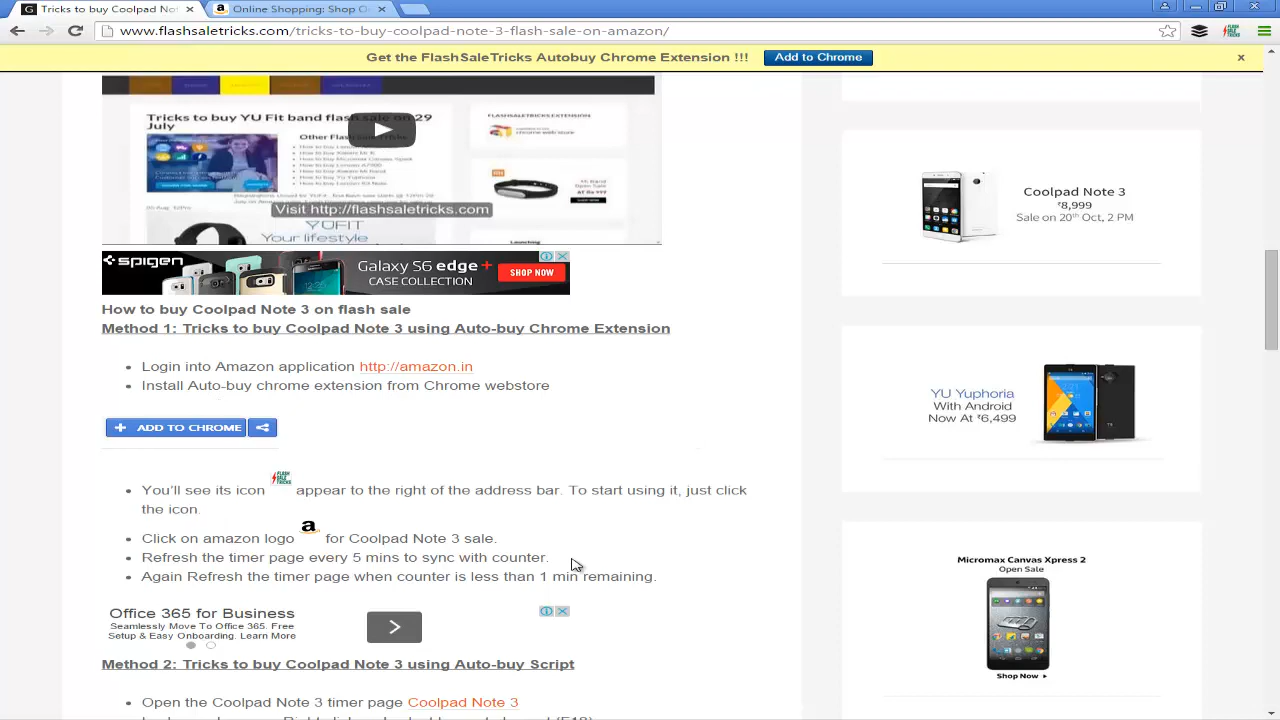 Tricks to buy Coolpad No
Online Shopping: Shop O
www.flashsaletricks.com/tricks-to-buy-coolpad-note-3-flash-sale-on-amazon/
Get the FlashSaleTricks Autobuy Chrome Extension !!!
Add to Chrome
Tricks to buy YU Fit band flash sale on 29
July
Other Flash Sale Tricks
FLASHSALETRICKS EXTENSION
Visit http://flashsaletricks.com
YUFIT
Your lifestyle
SHOP NOW
spigen
Galaxy S6 edge+
CASE COLLECTION
SHOP NOW
How to buy Coolpad Note 3 on flash sale
Method 1: Tricks to buy Coolpad Note 3 using Auto-buy Chrome Extension
• Login into Amazon application http://amazon.in
• Install Auto-buy chrome extension from Chrome webstore
+ ADD TO CHROME
FLASH
SALE
TRICKS
• You'll see its icon appear to the right of the address bar. To start using it, just click
the icon.
• Click on amazon logo a for Coolpad Note 3 sale.
• Refresh the timer page every 5 mins to sync with counter.
• Again Refresh the timer page when counter is less than 1 min remaining.
Office 365 for Business
Seamlessly Move To Office 365. Free
Setup & Easy Onboarding. Learn More
Method 2: Tricks to buy Coolpad Note 3 using Auto-buy Script
• Open the Coolpad Note 3 timer page Coolpad Note 3
Coolpad Note 3
₹8,999
Sale on 20th Oct, 2 PM
YU Yuphoria
With Android
Now At ₹6,499
Micromax Canvas Xpress 2
Open Sale
Shop Now ▸